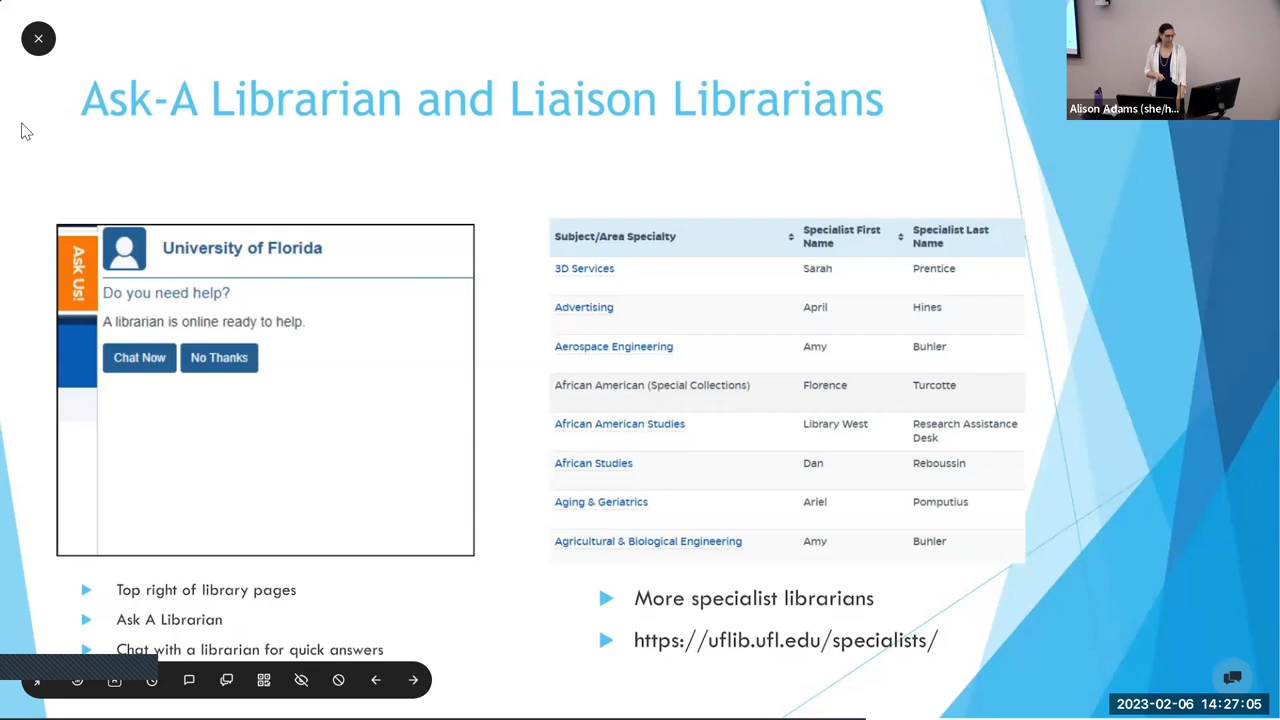 Ask-A Librarian and Liaison Librarians
Alison Adams (she/h...
Ask Us!
University of Florida
Do you need help?
A librarian is online ready to help.
Chat Now No Thanks
Subject/Area Specialty Specialist First Name Specialist Last Name
3D Services Sarah Prentice
Advertising April Hines
Aerospace Engineering Amy Buhler
African American (Special Collections) Florence Turcotte
African American Studies Library West Research Assistance Desk
African Studies Dan Reboussin
Aging & Geriatrics Ariel Pomputius
Agricultural & Biological Engineering Amy Buhler
Top right of library pages
Ask A Librarian
Chat with a librarian for quick answers
More specialist librarians
https://uflib.ufl.edu/specialists/
2023-02-06 14:27:05